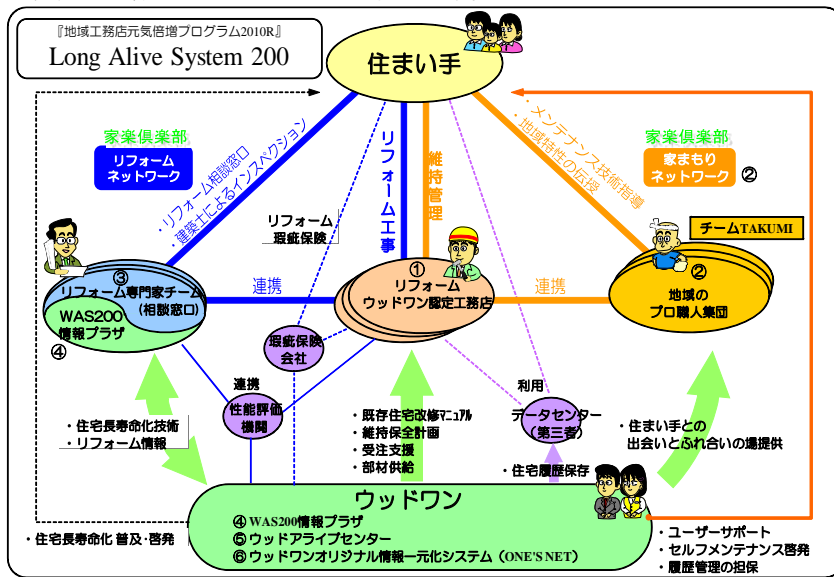 『地域工務店元気倍増プログラム2010R』
Long Alive System 200
住まい手
家楽倶楽部
リフォーム
ネットワーク
・リフォーム相談窓口
・建築士によるインスペクション
リフォーム
瑕疵保険
リフォーム工事
維持管理
・メンテナンス技術指導
・地域特性の伝授
家楽倶楽部
家まもり
ネットワーク
②
チームTAKUMI
③
リフォーム専門家チーム
(相談窓口)
WAS200
情報プラザ
④
連携
①
リフォーム
ウッドワン認定工務店
連携
②
地域の
プロ職人集団
瑕疵保険
会社
連携
性能評価
機関
利用
データセンター
(第三者)
・住宅長寿命化技術
・リフォーム情報
・既存住宅改修マニュアル
・維持保全計画
・受注支援
・部材供給
・住宅履歴保存
・住まい手との
出会いとふれ合いの場提供
ウッドワン
④ WAS200情報プラザ
⑤ ウッドアライブセンター
⑥ ウッドワンオリジナル情報一元化システム（ONE'S NET）
・住宅長寿命化 普及・啓発
・ユーザーサポート
・セルフメンテナンス啓発
・履歴管理の担保